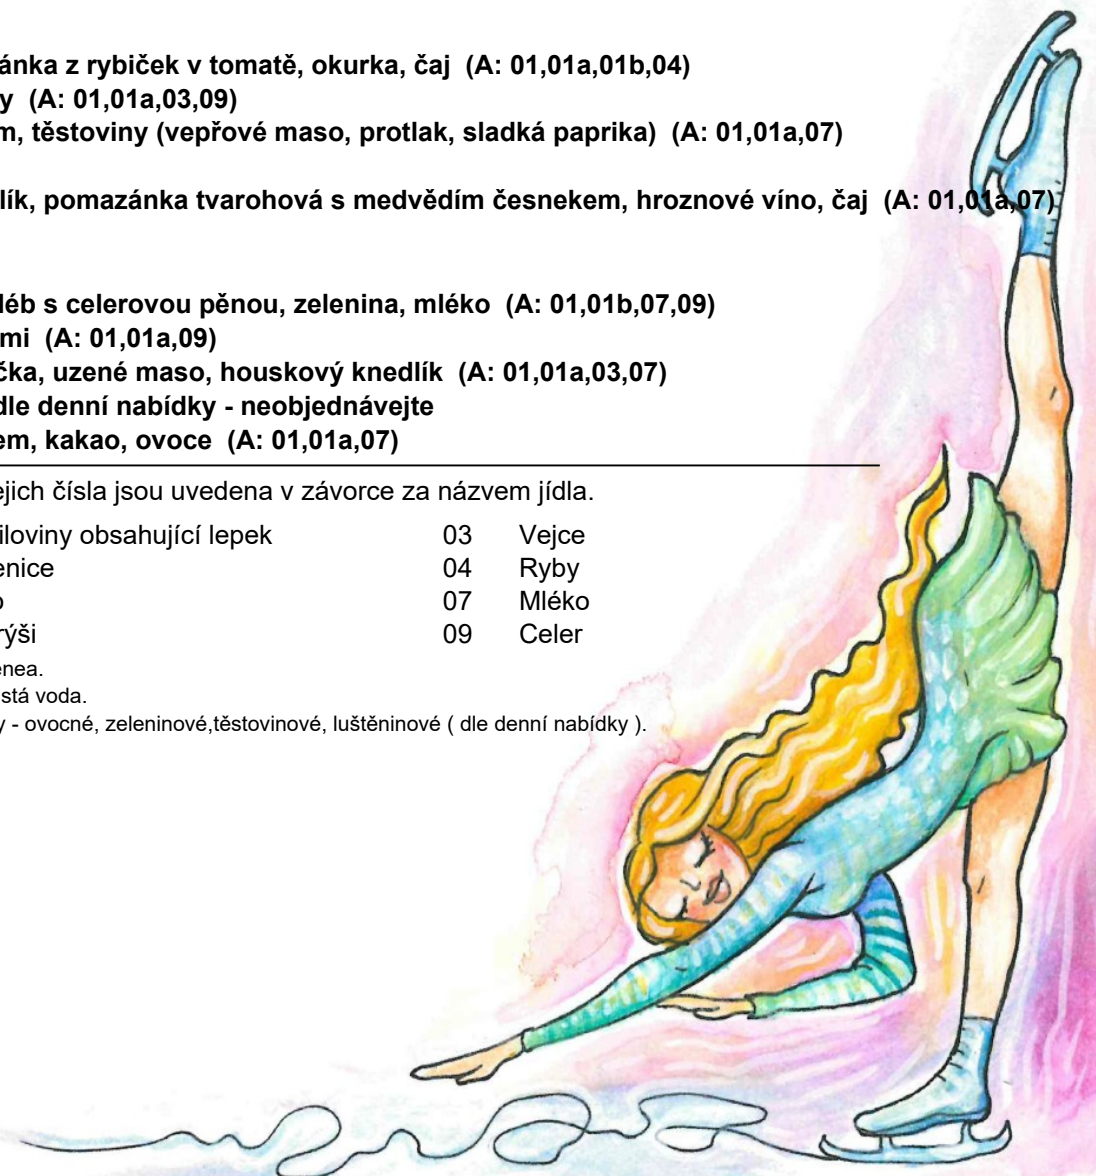 ánka z rybiček v tomatě, okurka, čaj (A: 01,01a,01b,04)
y (A: 01,01a,03,09)
m, těstoviny (vepřové maso, protlak, sladká paprika) (A: 01,01a,07)
lík, pomazánka tvarohová s medvědím česnekem, hroznové víno, čaj (A: 01,01a,07)
léb s celerovou pěnou, zelenina, mléko (A: 01,01b,07,09)
mi (A: 01,01a,09)
čka, uzené maso, houskový knedlík (A: 01,01a,03,07)
dle denní nabídky - neobjednávejte
em, kakao, ovoce (A: 01,01a,07)
ejich čísla jsou uvedena v závorce za názvem jídla.
iloviny obsahující lepek 03 Vejce
enice 04 Ryby
o 07 Mléko
rýši 09 Celer
enea.
stá voda.
y - ovocné, zeleninové,těstovinové, luštěninové ( dle denní nabídky ).